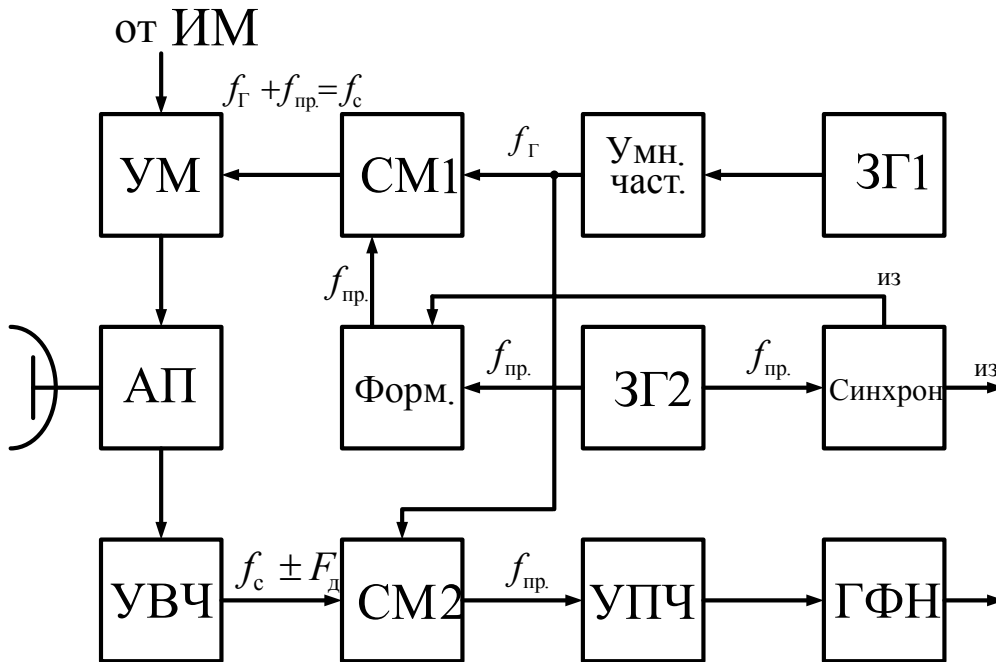 от ИМ
f_Г + f_пр. = f_с
УМ
СМ1
f_Г
Умн.
част.
ЗГ1
f_пр.
из
АП
Форм.
f_пр.
ЗГ2
f_пр.
Синхрон
из
УВЧ
f_с ± F_д
СМ2
f_пр.
УПЧ
ГФН